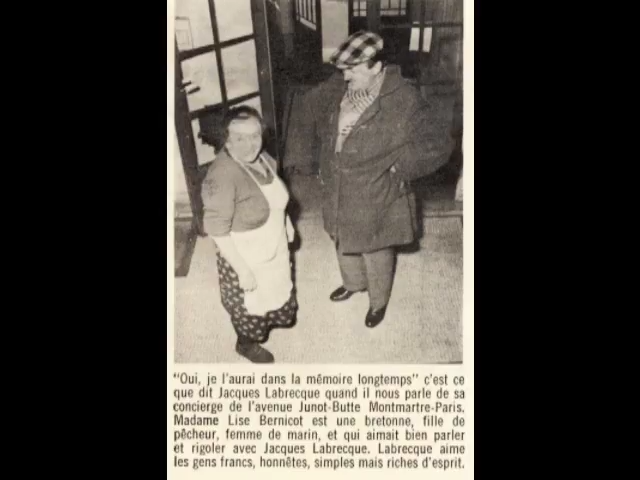 "Oui, je l'aurai dans la mémoire longtemps" c'est ce
que dit Jacques Labrecque quand il nous parle de sa
concierge de l'avenue Junot-Butte Montmartre-Paris.
Madame Lise Bernicot est une bretonne, fille de
pêcheur, femme de marin, et qui aimait bien parler
et rigoler avec Jacques Labrecque. Labrecque aime
les gens francs, honnêtes, simples mais riches d'esprit.